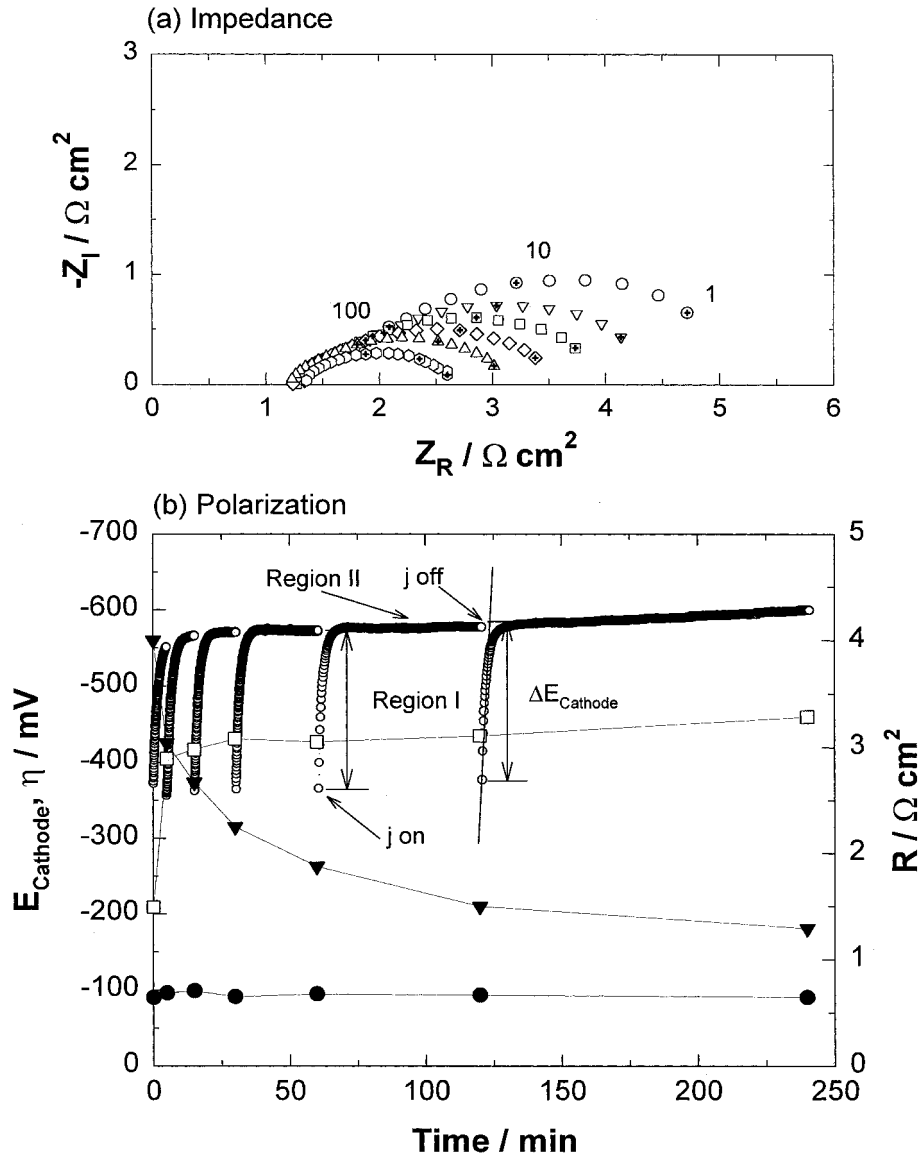 (a) Impedance
3
2
1
0
-Z_I / Ω cm²
10
100
1
0 1 2 3 4 5 6
Z_R / Ω cm²
(b) Polarization
-700
-600
-500
-400
-300
-200
-100
0
E_Cathode, η / mV
Region II
j off
Region I
ΔE_Cathode
j on
5
4
3
2
1
0
R / Ω cm²
0 50 100 150 200 250
Time / min